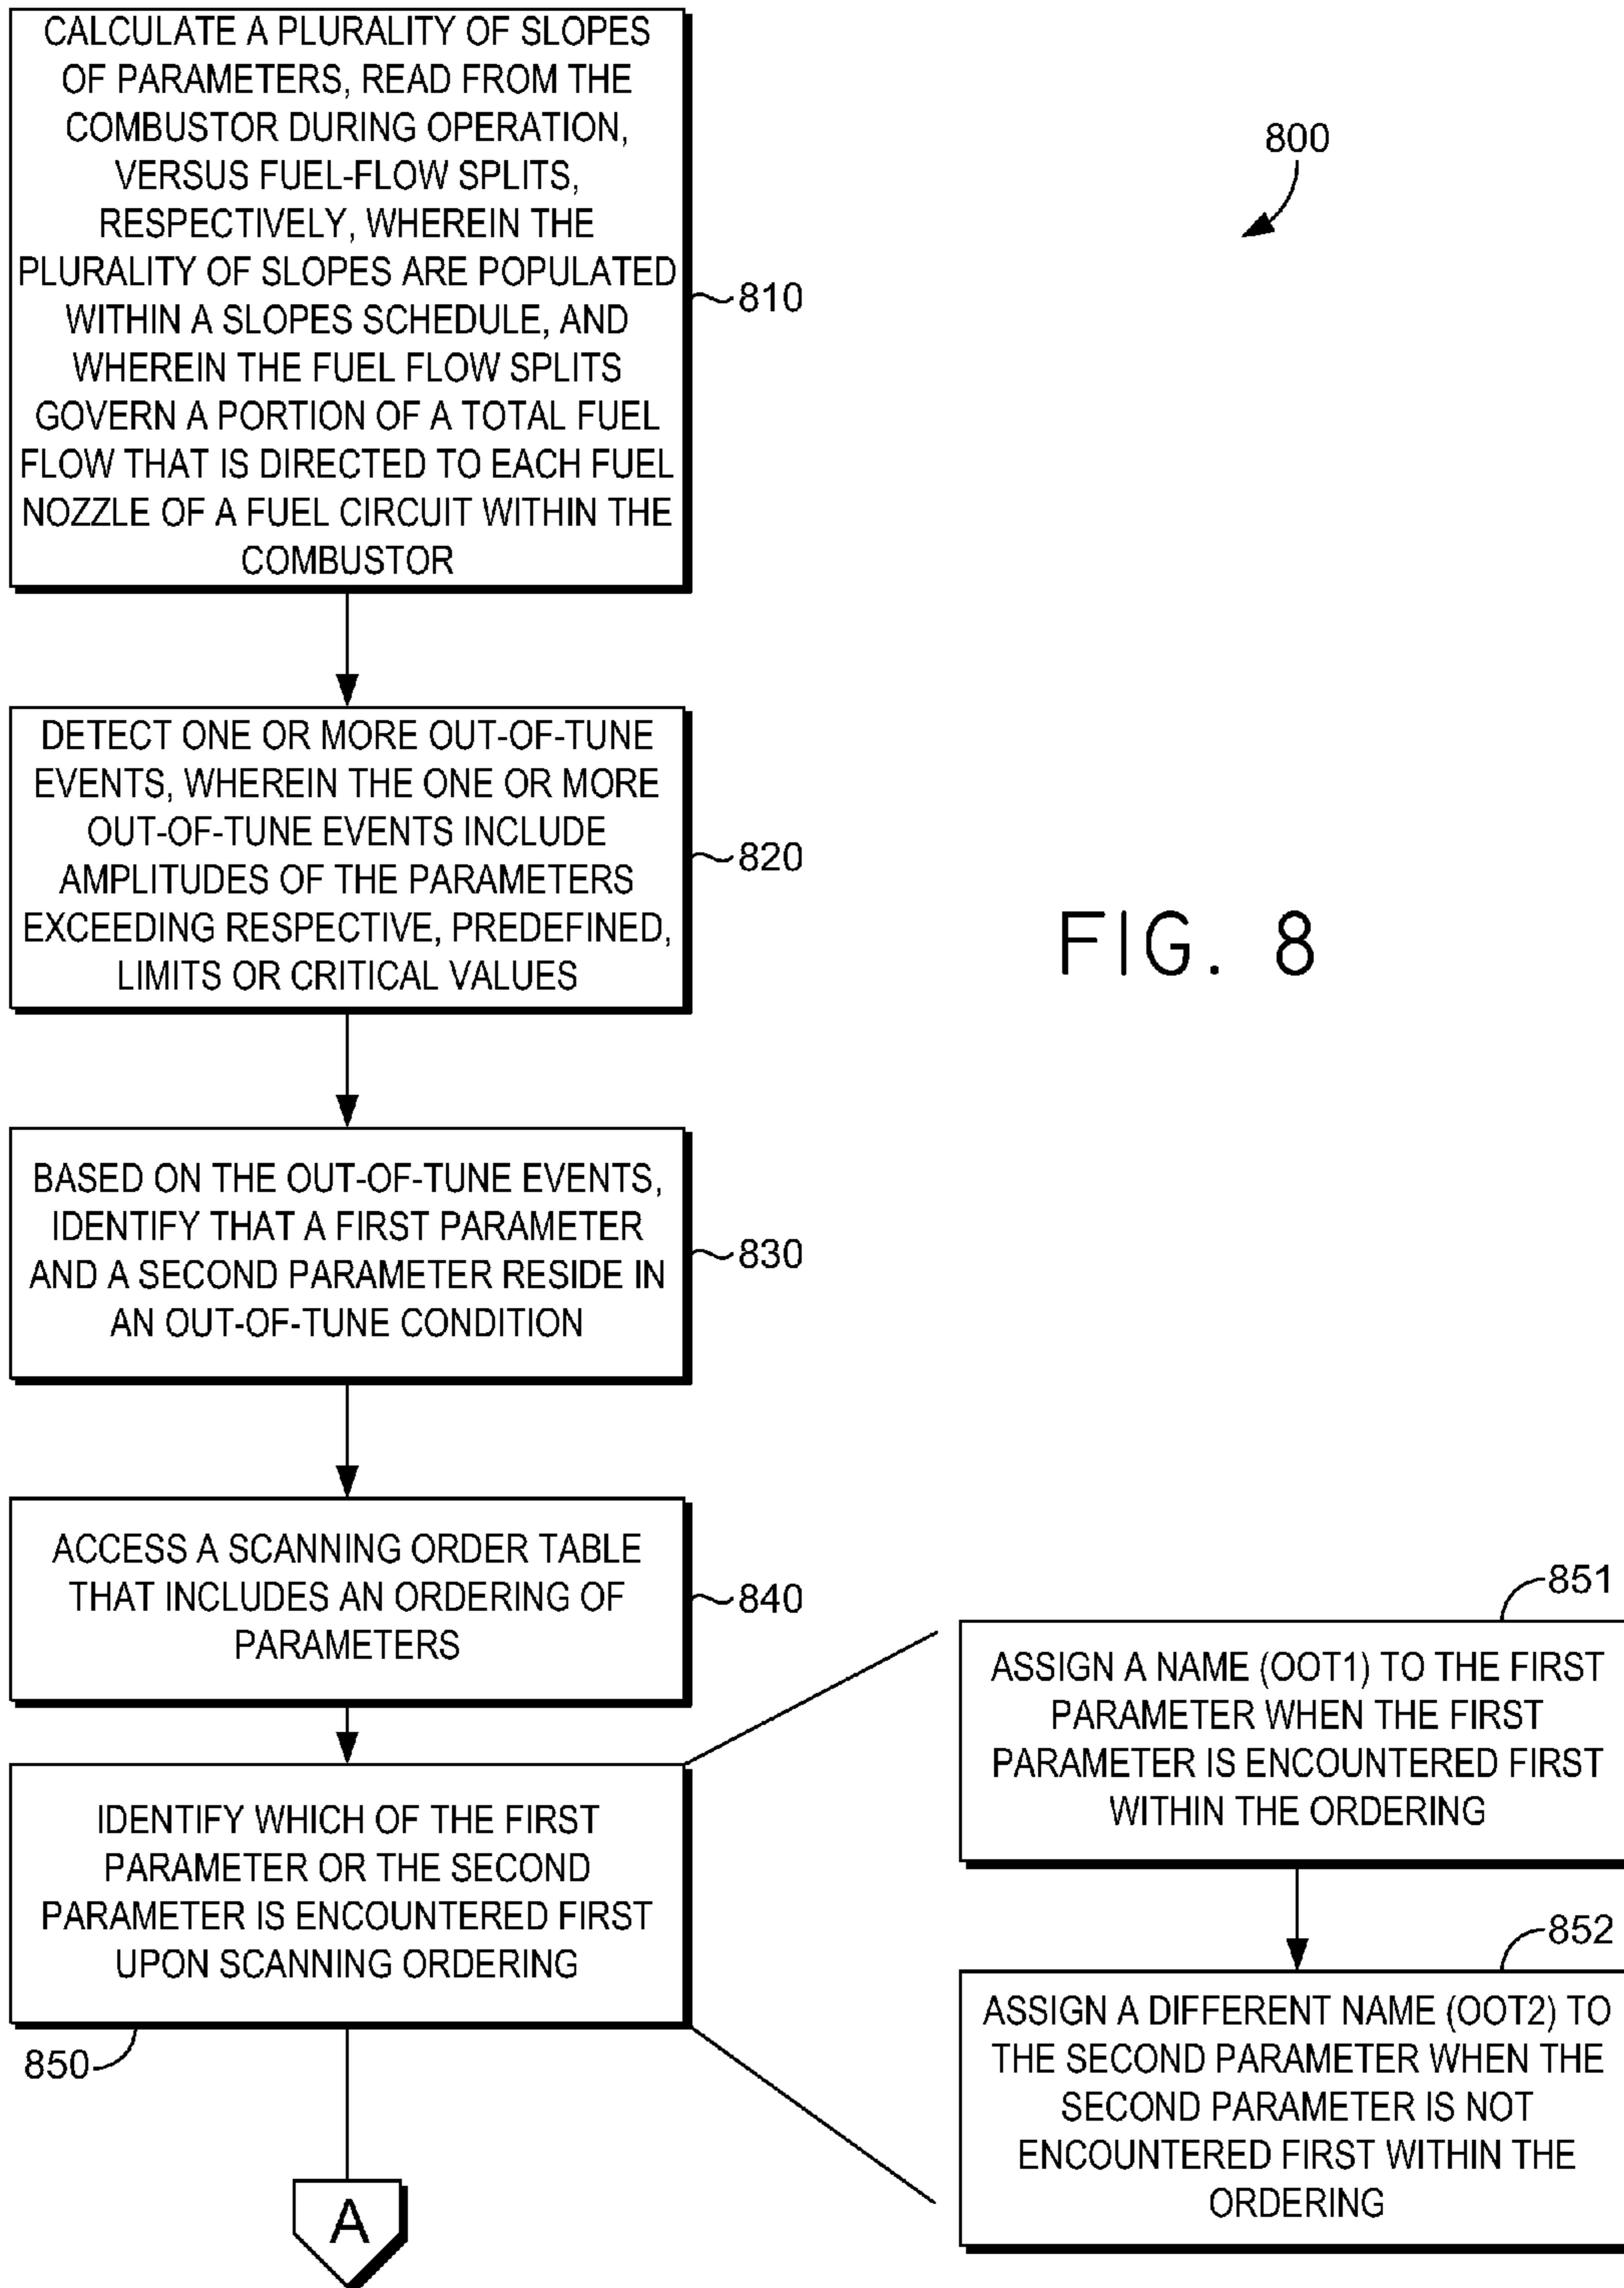 CALCULATE A PLURALITY OF SLOPES
OF PARAMETERS, READ FROM THE
COMBUSTOR DURING OPERATION,
VERSUS FUEL-FLOW SPLITS,
RESPECTIVELY, WHEREIN THE
PLURALITY OF SLOPES ARE POPULATED
WITHIN A SLOPES SCHEDULE, AND
WHEREIN THE FUEL FLOW SPLITS
GOVERN A PORTION OF A TOTAL FUEL
FLOW THAT IS DIRECTED TO EACH FUEL
NOZZLE OF A FUEL CIRCUIT WITHIN THE
COMBUSTOR
810
800
DETECT ONE OR MORE OUT-OF-TUNE
EVENTS, WHEREIN THE ONE OR MORE
OUT-OF-TUNE EVENTS INCLUDE
AMPLITUDES OF THE PARAMETERS
EXCEEDING RESPECTIVE, PREDEFINED,
LIMITS OR CRITICAL VALUES
820
FIG. 8
BASED ON THE OUT-OF-TUNE EVENTS,
IDENTIFY THAT A FIRST PARAMETER
AND A SECOND PARAMETER RESIDE IN
AN OUT-OF-TUNE CONDITION
830
ACCESS A SCANNING ORDER TABLE
THAT INCLUDES AN ORDERING OF
PARAMETERS
840
IDENTIFY WHICH OF THE FIRST
PARAMETER OR THE SECOND
PARAMETER IS ENCOUNTERED FIRST
UPON SCANNING ORDERING
850
851
ASSIGN A NAME (OOT1) TO THE FIRST
PARAMETER WHEN THE FIRST
PARAMETER IS ENCOUNTERED FIRST
WITHIN THE ORDERING
852
ASSIGN A DIFFERENT NAME (OOT2) TO
THE SECOND PARAMETER WHEN THE
SECOND PARAMETER IS NOT
ENCOUNTERED FIRST WITHIN THE
ORDERING
A